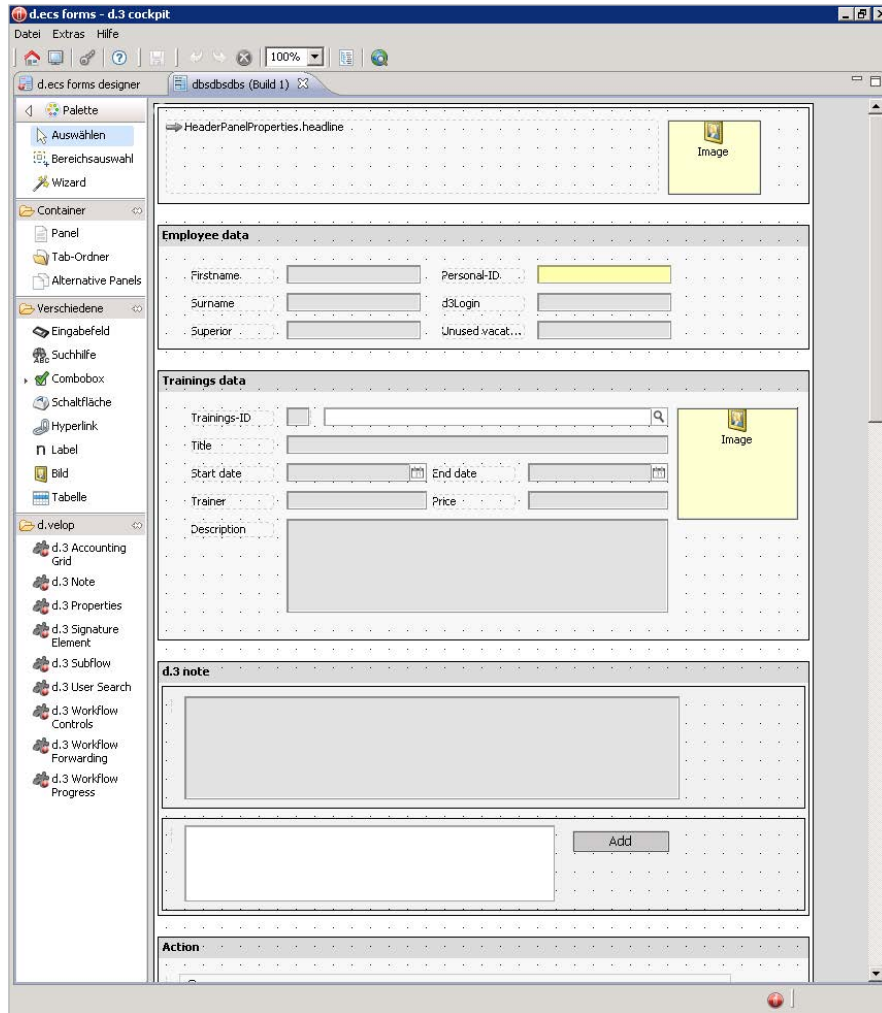 d.ecs forms - d.3 cockpit
Datei Extras Hilfe
100%
d.ecs forms designer
dbsdbsdbs (Build 1)
Palette
Auswählen
Bereichsauswahl
Wizard
Container
Panel
Tab-Ordner
Alternative Panels
Verschiedene
Eingabefeld
Suchhilfe
Combobox
Schaltfläche
Hyperlink
Label
Bild
Tabelle
d.velop
d.3 Accounting
Grid
d.3 Note
d.3 Properties
d.3 Signature
Element
d.3 Subflow
d.3 User Search
d.3 Workflow
Controls
d.3 Workflow
Forwarding
d.3 Workflow
Progress
HeaderPanelProperties.headline
Image
Employee data
Firstname Personal-ID
Surname d3Login
Superior Unused vacat...
Trainings data
Trainings-ID
Image
Title
Start date End date
Trainer Price
Description
d.3 note
Add
Action